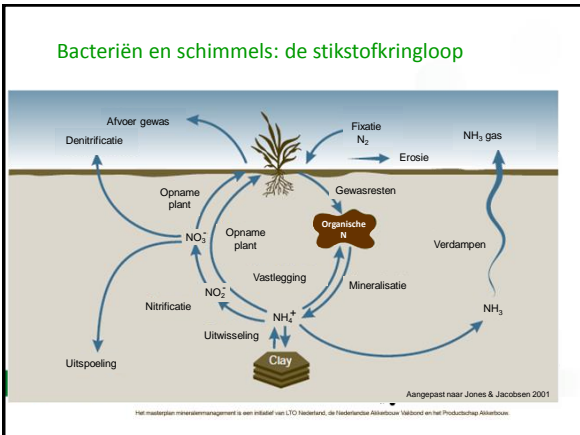 Bacteriën en schimmels: de stikstofkringloop
Afvoer gewas
Denitrificatie
Fixatie
N₂
NH₃ gas
Erosie
Opname
plant
Gewasresten
Organische
N
NO₃⁻
Opname
plant
Verdampen
Vastlegging
Mineralisatie
NO₂⁻
Nitrificatie
NH₄⁺
NH₃
Uitwisseling
Uitspoeling
Clay
Aangepast naar Jones & Jacobsen 2001
Het masterplan mineralenmanagement is een initiatief van LTO Nederland, de Nederlandse Akkerbouw Vakbond en het Productschap Akkerbouw.